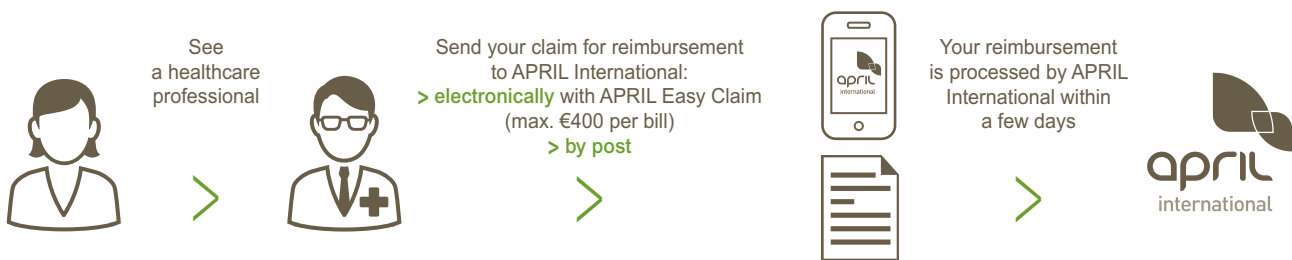 See
a healthcare
professional
Send your claim for reimbursement
to APRIL International:
> electronically with APRIL Easy Claim
(max. €400 per bill)
> by post
april
international
Your reimbursement
is processed by APRIL
International within
a few days
april
international